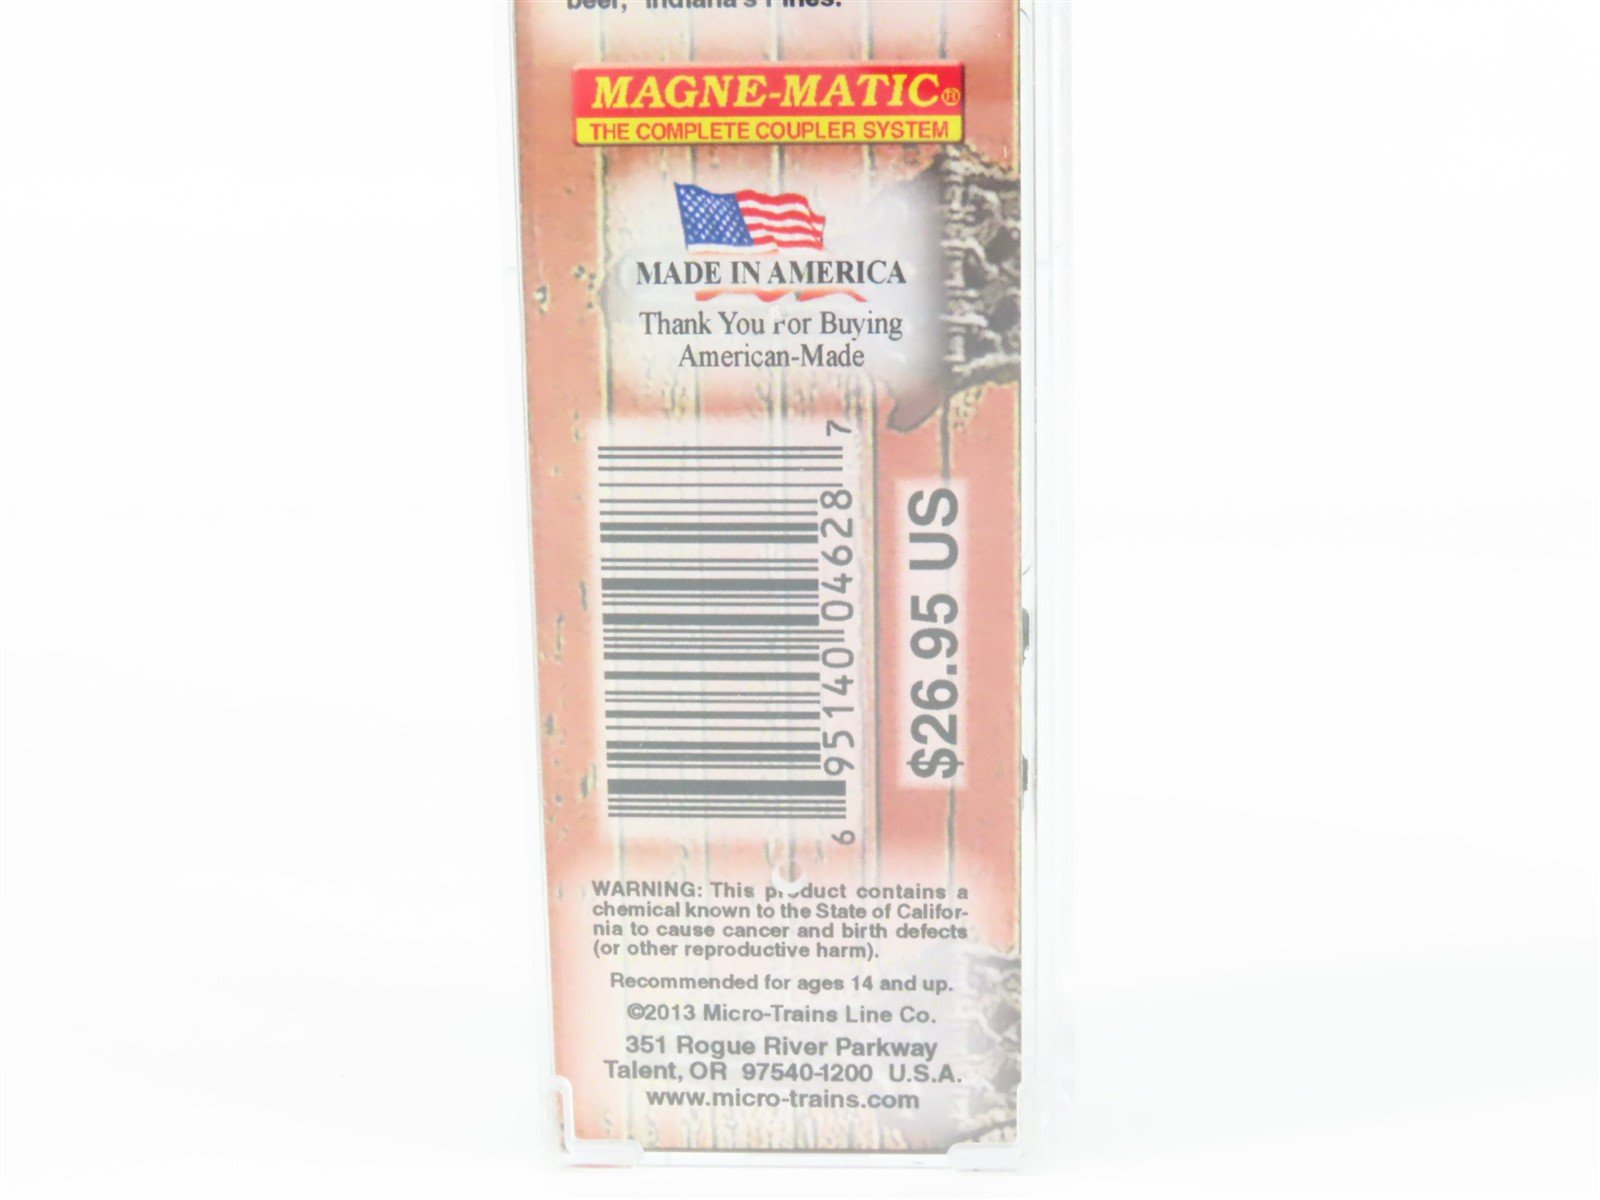 beer, "Indiana's Fines."
MAGNE-MATIC®
THE COMPLETE COUPLER SYSTEM
MADE IN AMERICA
Thank You For Buying
American-Made
6 95140 04628 7
$26.95 US
WARNING: This product contains a
chemical known to the State of Califor-
nia to cause cancer and birth defects
(or other reproductive harm).
Recommended for ages 14 and up.
©2013 Micro-Trains Line Co.
351 Rogue River Parkway
Talent, OR 97540-1200 U.S.A.
www.micro-trains.com